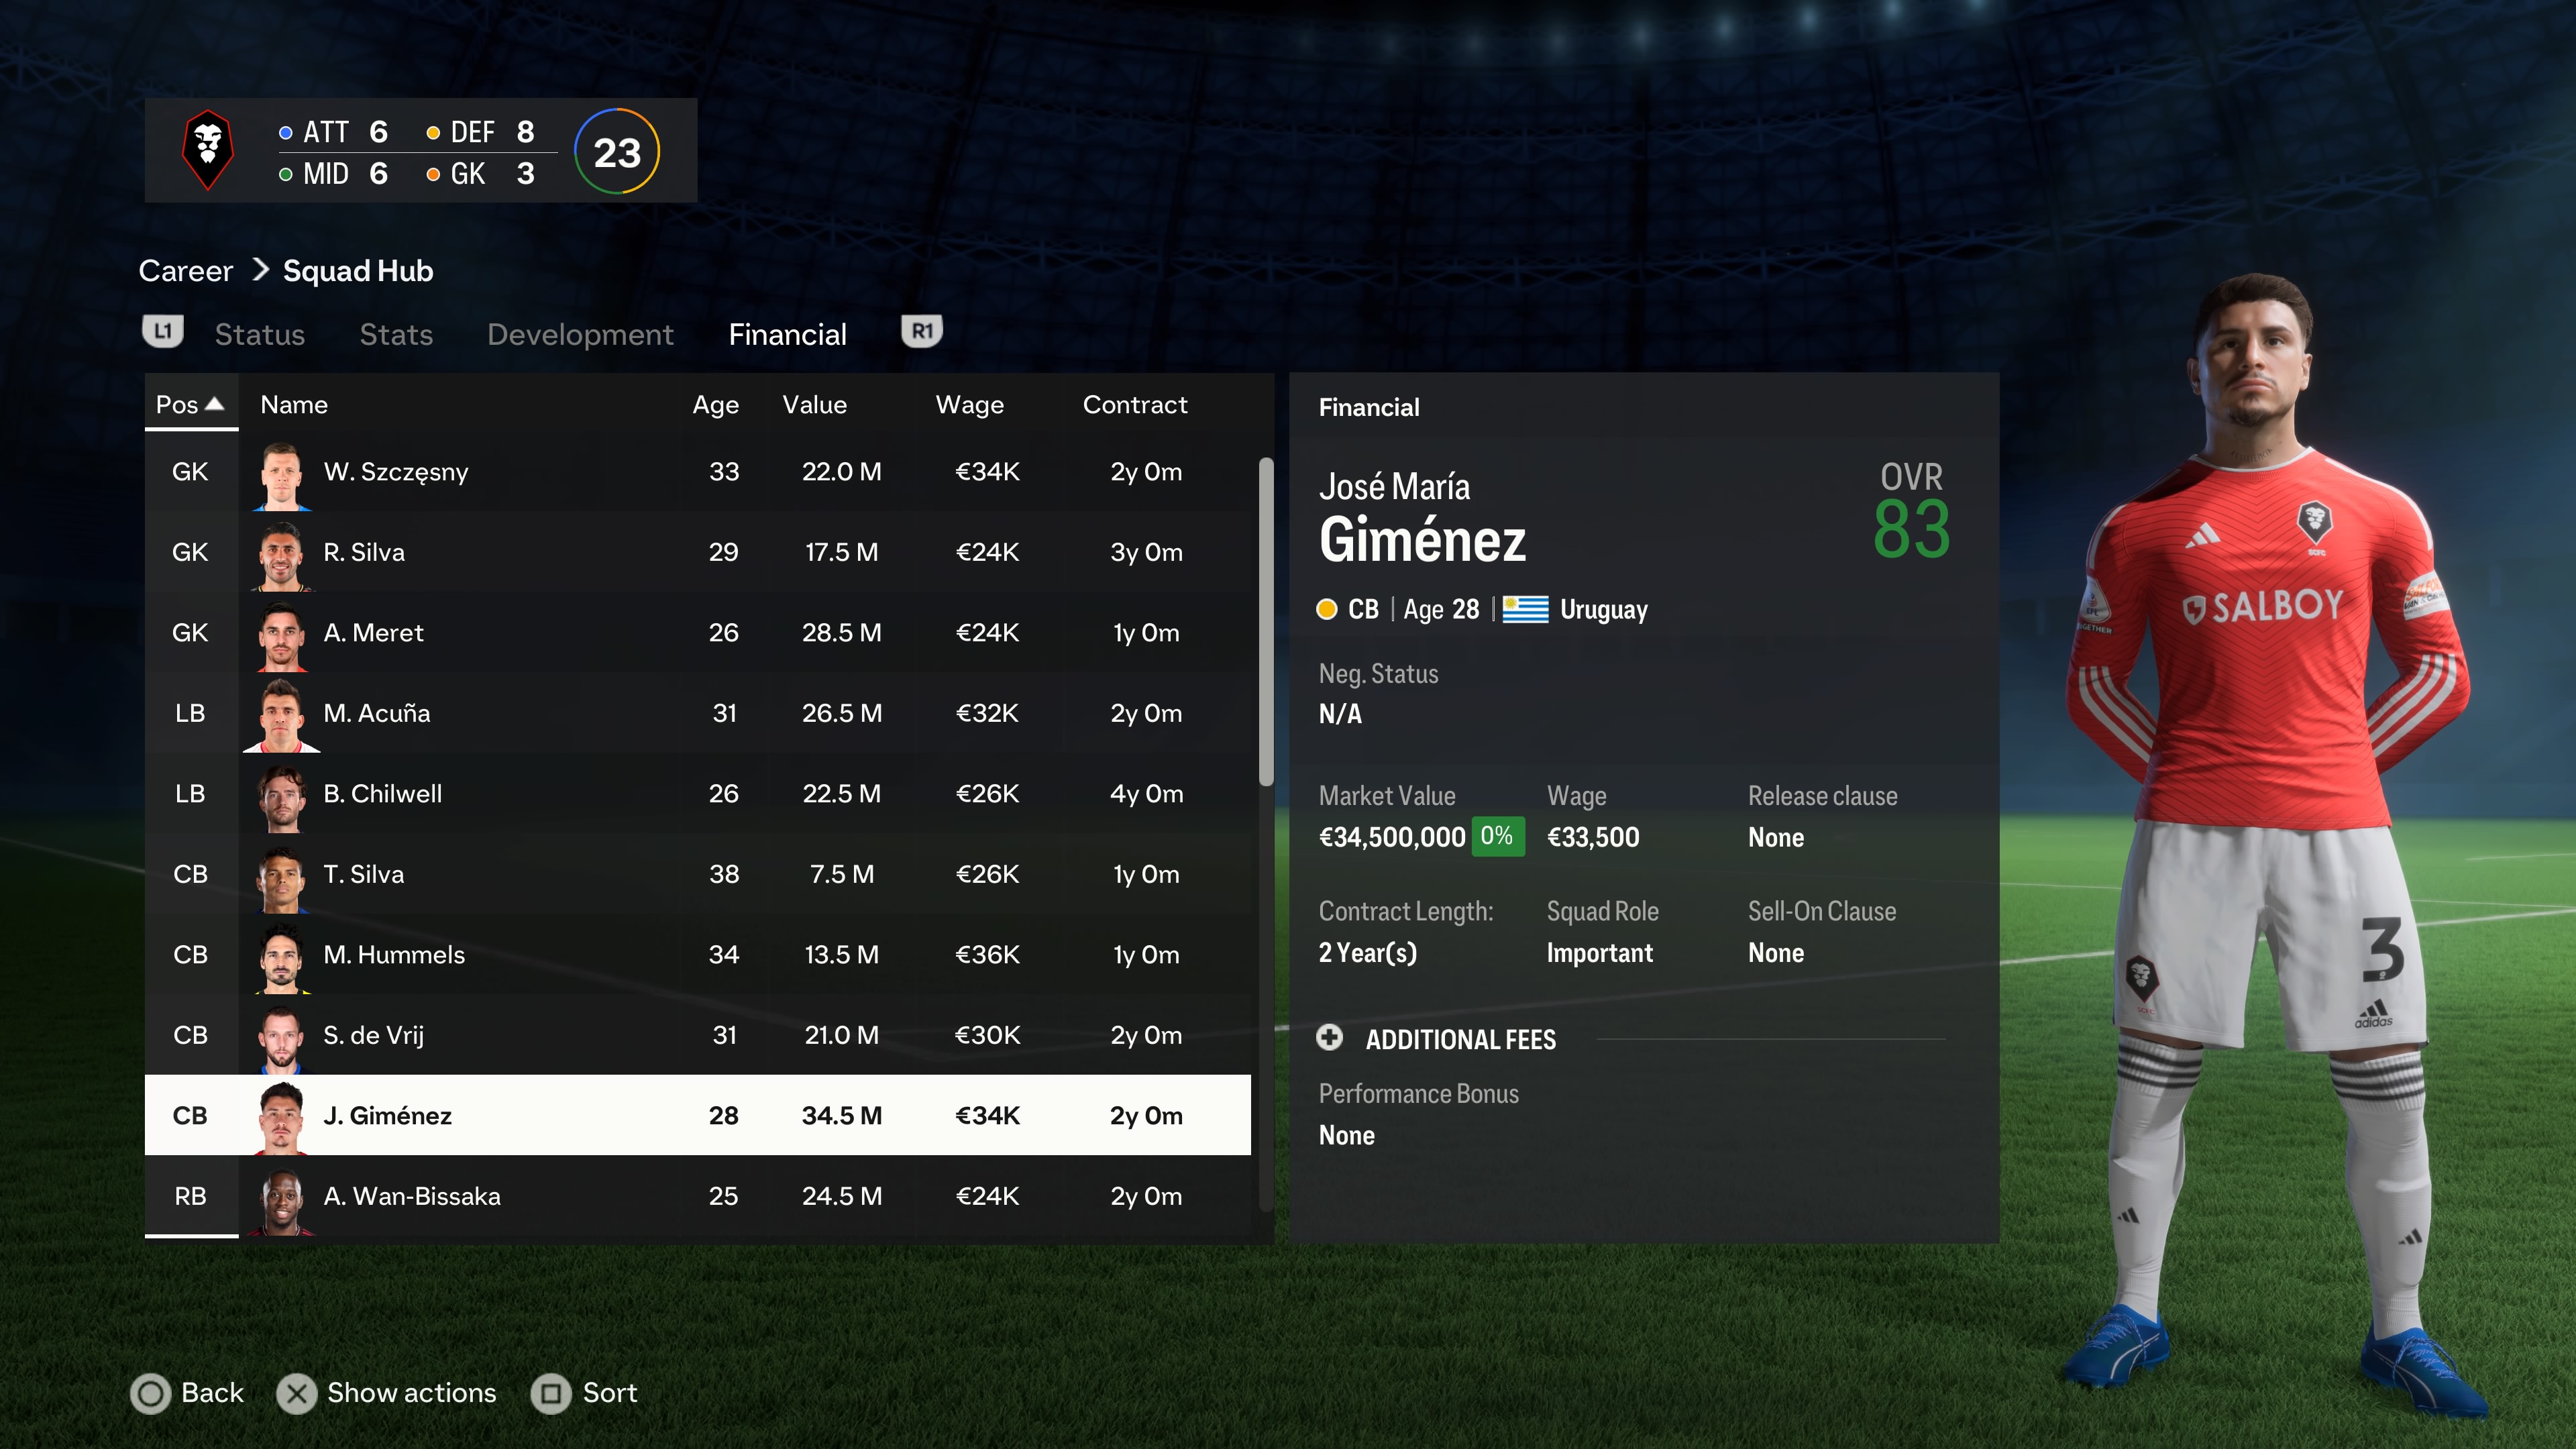 ATT 6 DEF 8
23
MID 6 GK 3
Career > Squad Hub
L1 Status Stats Development Financial R1
Pos Name Age Value Wage Contract
GK W. Szczęsny 33 22.0 M €34K 2y 0m
GK R. Silva 29 17.5 M €24K 3y 0m
GK A. Meret 26 28.5 M €24K 1y 0m
LB M. Acuña 31 26.5 M €32K 2y 0m
LB B. Chilwell 26 22.5 M €26K 4y 0m
CB T. Silva 38 7.5 M €26K 1y 0m
CB M. Hummels 34 13.5 M €36K 1y 0m
CB S. de Vrij 31 21.0 M €30K 2y 0m
CB J. Giménez 28 34.5 M €34K 2y 0m
RB A. Wan-Bissaka 25 24.5 M €24K 2y 0m
Financial
José María
Giménez
OVR
83
CB | Age 28 | Uruguay
Neg. Status
N/A
Market Value Wage Release clause
€34,500,000 0% €33,500 None
Contract Length: Squad Role Sell-On Clause
2 Year(s) Important None
ADDITIONAL FEES
Performance Bonus
None
SCFC
SALBOY
3
adidas
Back Show actions Sort